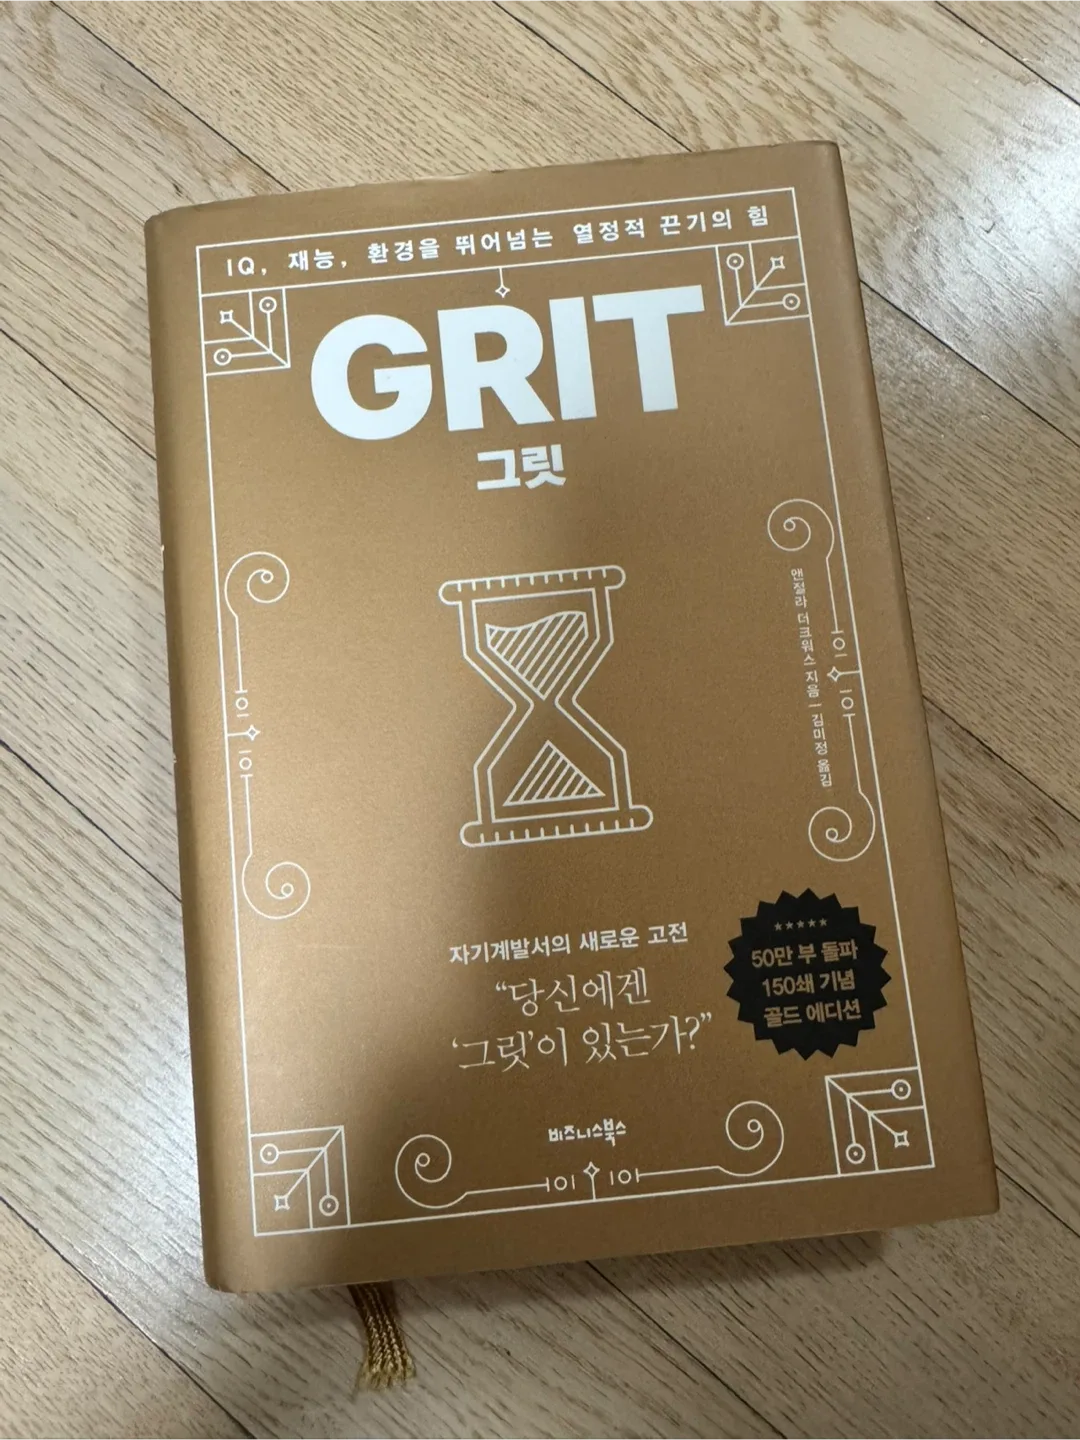 IQ, 재능, 환경을 뛰어넘는 열정적 끈기의 힘
GRIT
그릿
앤절라 더크워스 지음 | 김미정 옮김
자기계발서의 새로운 고전
“당신에겐
‘그릿’이 있는가?”
★★★★★
50만 부 돌파
150쇄 기념
골드 에디션
비즈니스북스